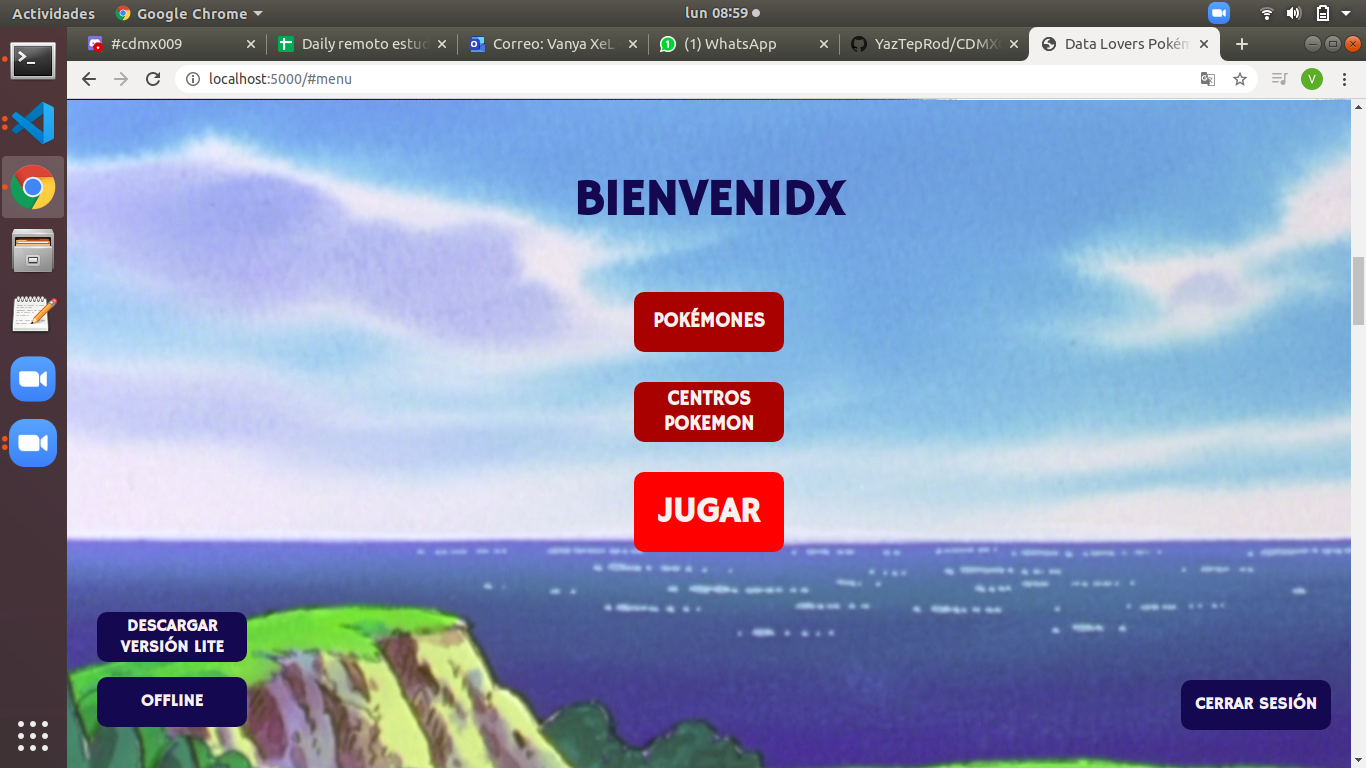 Actividades
Google Chrome
lun 08:59
#cdmx009
Daily remoto estud
Correo: Vanya XeL
(1) WhatsApp
YazTepRod/CDMX
Data Lovers Pokém
localhost:5000/#menu
V
BIENVENIDX
POKÉMONES
CENTROS
POKEMON
JUGAR
DESCARGAR
VERSIÓN LITE
OFFLINE
CERRAR SESIÓN